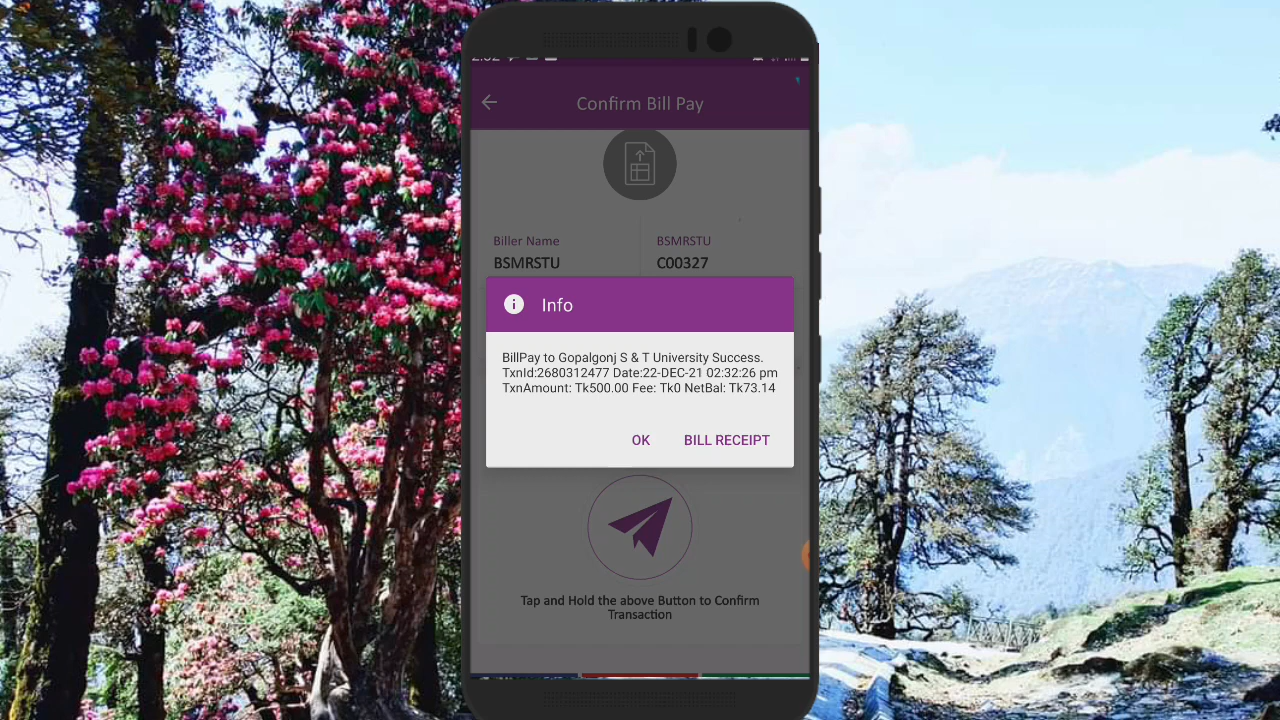 Confirm Bill Pay
Biller Name
BSMRSTU
BSMRSTU
C00327
Info
BillPay to Gopalgonj S & T University Success.
TxnId:2680312477 Date:22-DEC-21 02:32:26 pm
TxnAmount: Tk500.00 Fee: Tk0 NetBal: Tk73.14
OK BILL RECEIPT
Tap and Hold the above Button to Confirm
Transaction